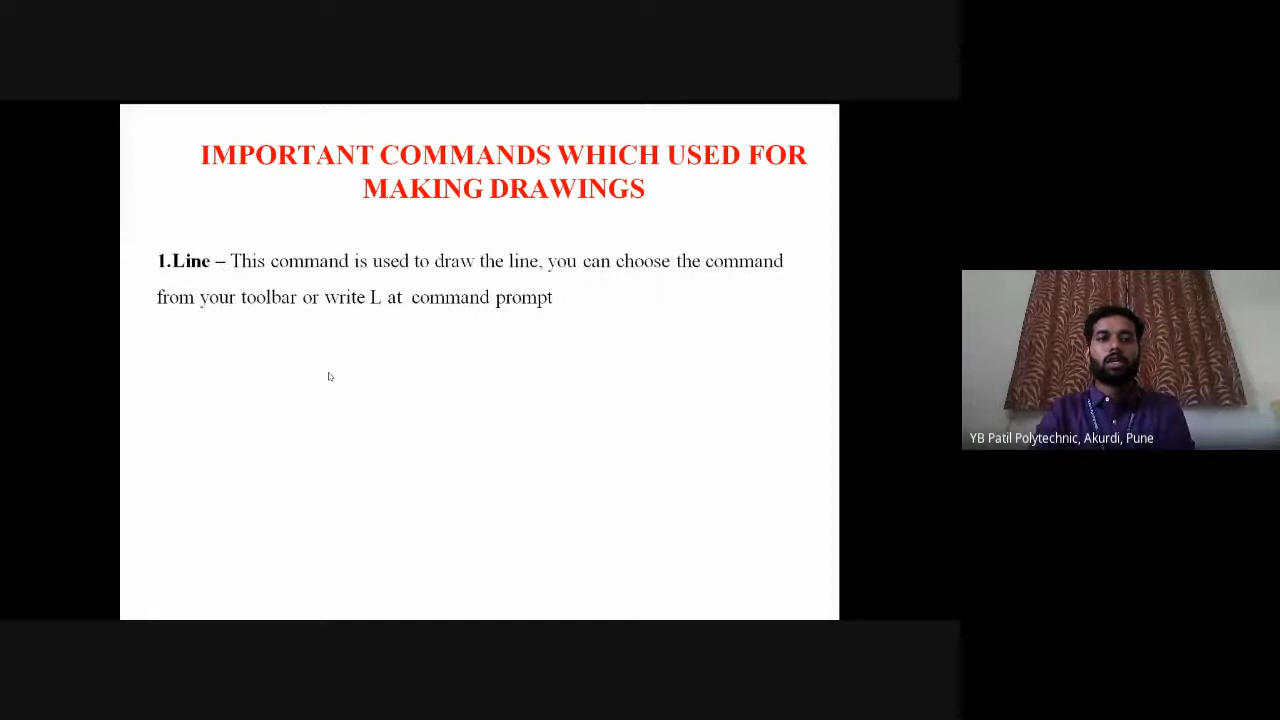 IMPORTANT COMMANDS WHICH USED FOR
MAKING DRAWINGS
1.Line – This command is used to draw the line, you can choose the command
from your toolbar or write L at command prompt
YB Patil Polytechnic, Akurdi, Pune